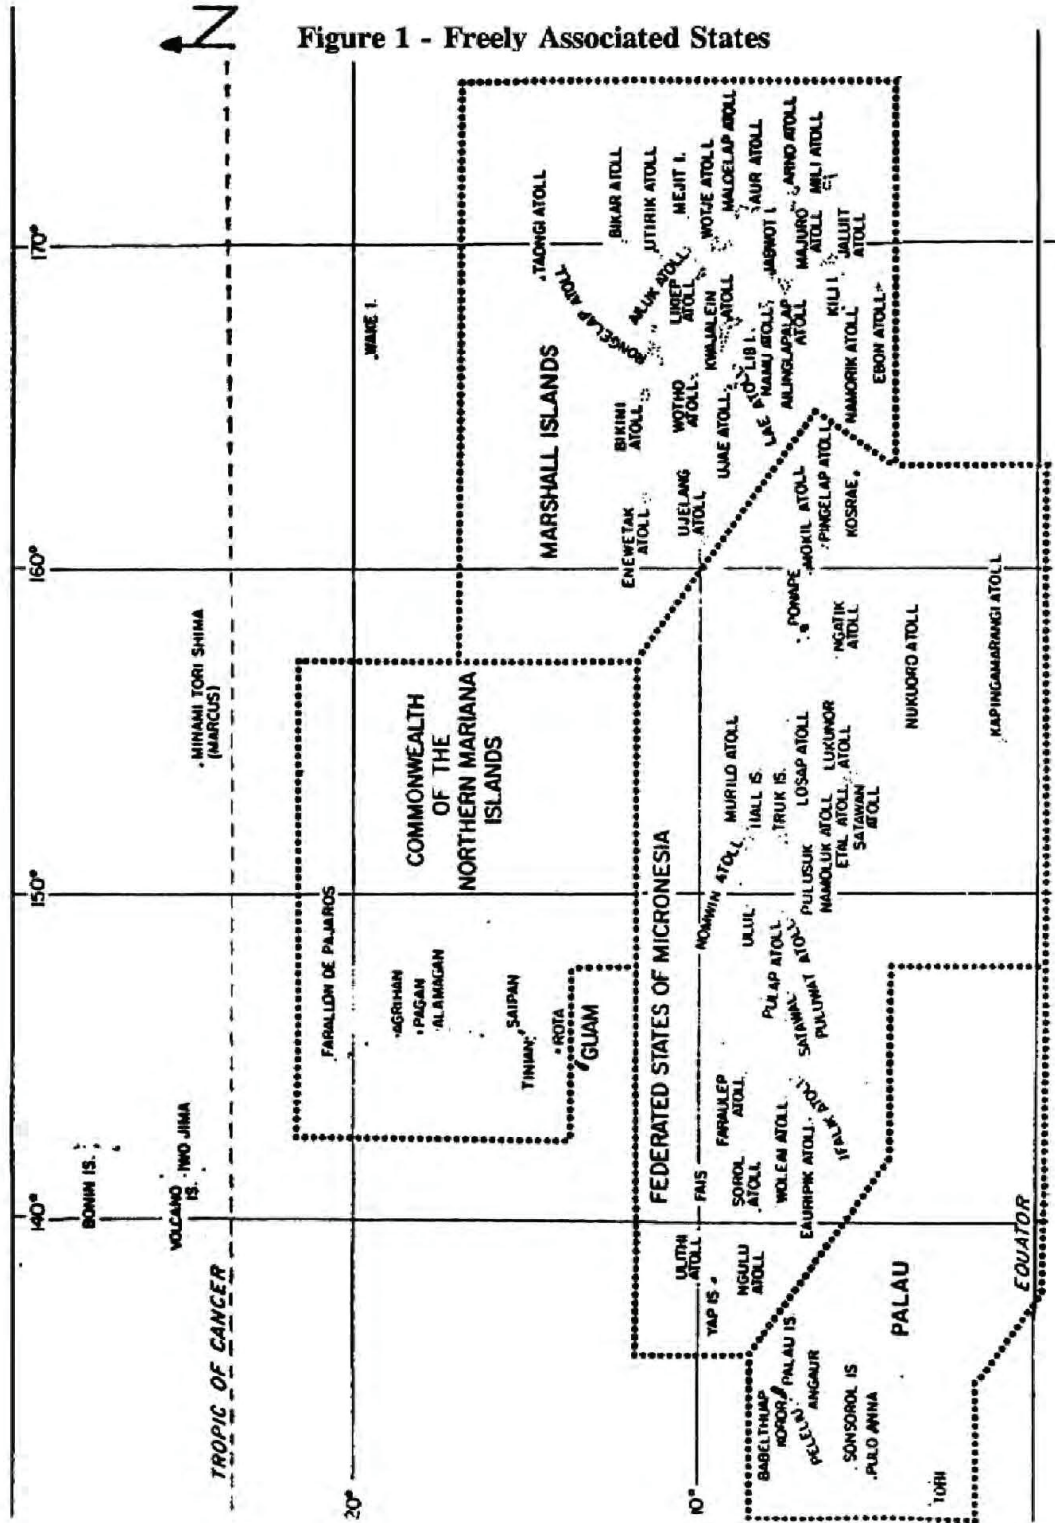 Figure 1 - Freely Associated States
N
140°
150°
160°
170°
BONIN IS.
VOLCANO
IS.
IWO JIMA
MINAMI TORI SHIMA
(MARCUS)
TROPIC OF CANCER
WAKE I.
20°
FARALLON DE PAJAROS
COMMONWEALTH
OF THE
NORTHERN MARIANA
ISLANDS
AGRIHAN
PAGAN
ALAMAGAN
SAIPAN
TINIAN
ROTA
GUAM
MARSHALL ISLANDS
TAONGI ATOLL
BIKAR ATOLL
UTIRIK ATOLL
MEJIT I.
WOTJE ATOLL
MALOELAP ATOLL
AUR ATOLL
ARNO ATOLL
MILI ATOLL
RONGELAP ATOLL
AILUK ATOLL
LIKIEP
ATOLL
KWAJALEIN
ATOLL
JABWOT I.
MAJURO
ATOLL
JALUIT
ATOLL
BIKINI
ATOLL
WOTHO
ATOLL
UJAE ATOLL
LAE ATOLL
LIB I.
NAMU ATOLL
AILINGLAPALAP
ATOLL
KILI I.
NAMORIK ATOLL
EBON ATOLL
ENEWETAK
ATOLL
UJELANG
ATOLL
10°
FEDERATED STATES OF MICRONESIA
ULITHI
ATOLL
YAP IS
FAIS
NGULU
ATOLL
SOROL
ATOLL
FARAULEP
ATOLL
WOLEAI ATOLL
EAURIPIK ATOLL
IFALIK ATOLL
SATAWAL
PULAP ATOLL
PULUWAT ATOLL
ULUL
NOMWIN ATOLL
MURILO ATOLL
HALL IS.
TRUK IS.
PULUSUK
LOSAP ATOLL
NAMOLUK ATOLL
LUKUNOR
ATOLL
ETAL ATOLL
SATAWAN
ATOLL
PONAPE
MOKIL ATOLL
PINGELAP ATOLL
KOSRAE
NGATIK
ATOLL
NUKUORO ATOLL
KAPINGAMARANGI ATOLL
BABELTHUAP
KOROR
PALAU IS.
PELELIU
ANGAUR
SONSOROL IS
PULO ANNA
TOBI
PALAU
EQUATOR